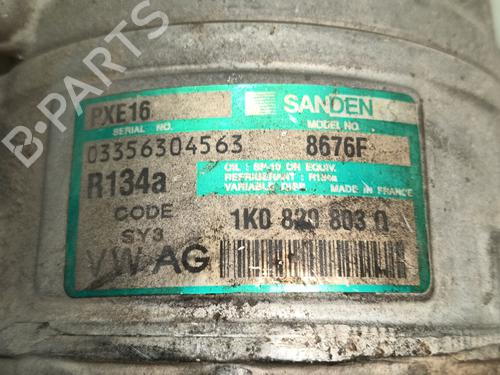 B-PARTS
PXE16
SANDEN
SERIAL NO.
MODEL NO.
03356304563
8676F
R134a
OIL : SP-10 OR EQUIV.
REFRIGERANT : R134a
VARIABLE DISP.
MADE IN FRANCE
CODE
SY3
1K0 820 803 Q
VW AG